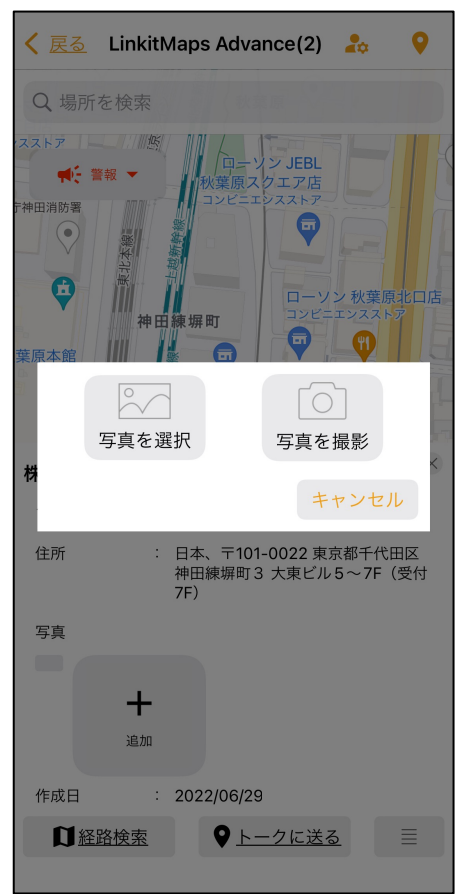 戻る LinkitMaps Advance(2)
場所を検索
ンスストア
警報
ローソン JEBL
秋葉原スクエア店
コンビニエンスストア
庁神田消防署
東北本線
上越新幹線
ローソン 秋葉原北口店
コンビニエンスストア
神田練塀町
葉原本館
写真を選択
写真を撮影
キャンセル
株
住所 : 日本、〒101-0022 東京都千代田区
神田練塀町3 大東ビル5～7F（受付
7F）
写真
追加
作成日 : 2022/06/29
経路検索
トークに送る